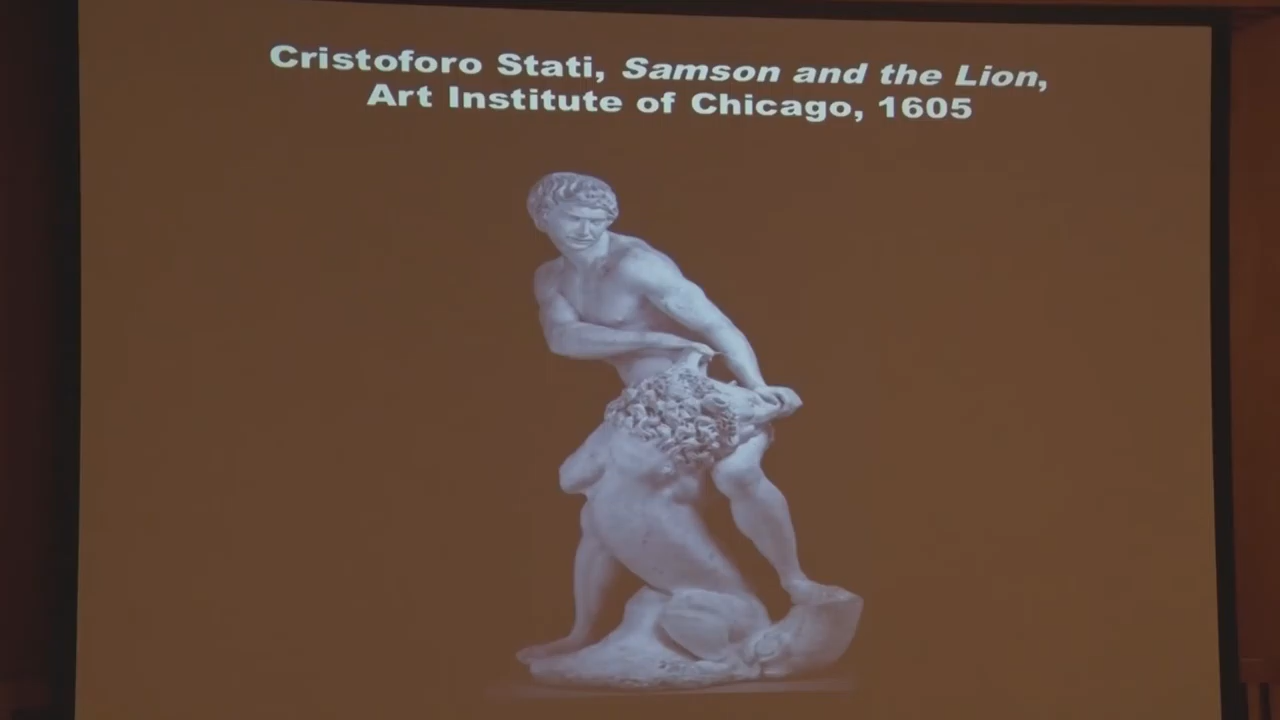 Cristoforo Stati, Samson and the Lion,
Art Institute of Chicago, 1605